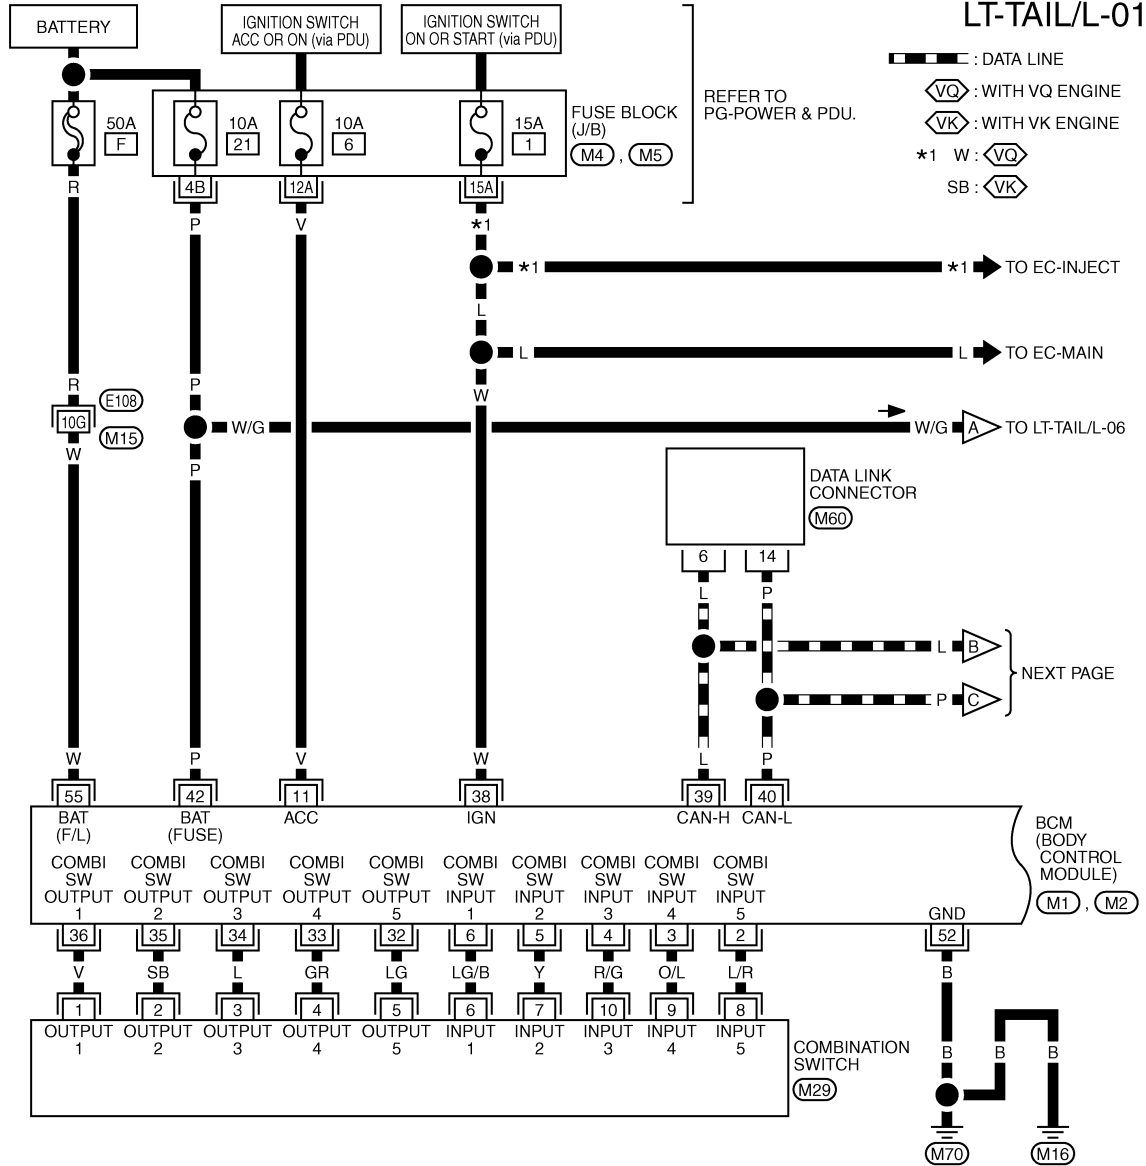 LT-TAIL/L-01
BATTERY
IGNITION SWITCH
ACC OR ON (via PDU)
IGNITION SWITCH
ON OR START (via PDU)
: DATA LINE
VQ : WITH VQ ENGINE
VK : WITH VK ENGINE
*1 W : VQ
SB : VK
REFER TO
PG-POWER & PDU.
50A
F
10A
21
10A
6
15A
1
FUSE BLOCK
(J/B)
M4 , M5
4B 12A 15A
R P V *1
*1 *1 TO EC-INJECT
L
L L TO EC-MAIN
R P W
E108
10G
M15
W/G W/G A TO LT-TAIL/L-06
W P
DATA LINK
CONNECTOR
M60
6 14
L P
L B
NEXT PAGE
P C
W P V W L P
55 42 11 38 39 40
BAT
(F/L)
BAT
(FUSE)
ACC IGN CAN-H CAN-L
BCM
(BODY
CONTROL
MODULE)
M1 , M2
COMBI COMBI COMBI COMBI COMBI COMBI COMBI COMBI COMBI COMBI
SW SW SW SW SW SW SW SW SW SW
OUTPUT OUTPUT OUTPUT OUTPUT OUTPUT INPUT INPUT INPUT INPUT INPUT
1 2 3 4 5 1 2 3 4 5 GND
36 35 34 33 32 6 5 4 3 2 52
V SB L GR LG LG/B Y R/G O/L L/R B
1 2 3 4 5 6 7 10 9 8
OUTPUT OUTPUT OUTPUT OUTPUT OUTPUT INPUT INPUT INPUT INPUT INPUT
1 2 3 4 5 1 2 3 4 5
COMBINATION
SWITCH
M29
B B B
M70 M16